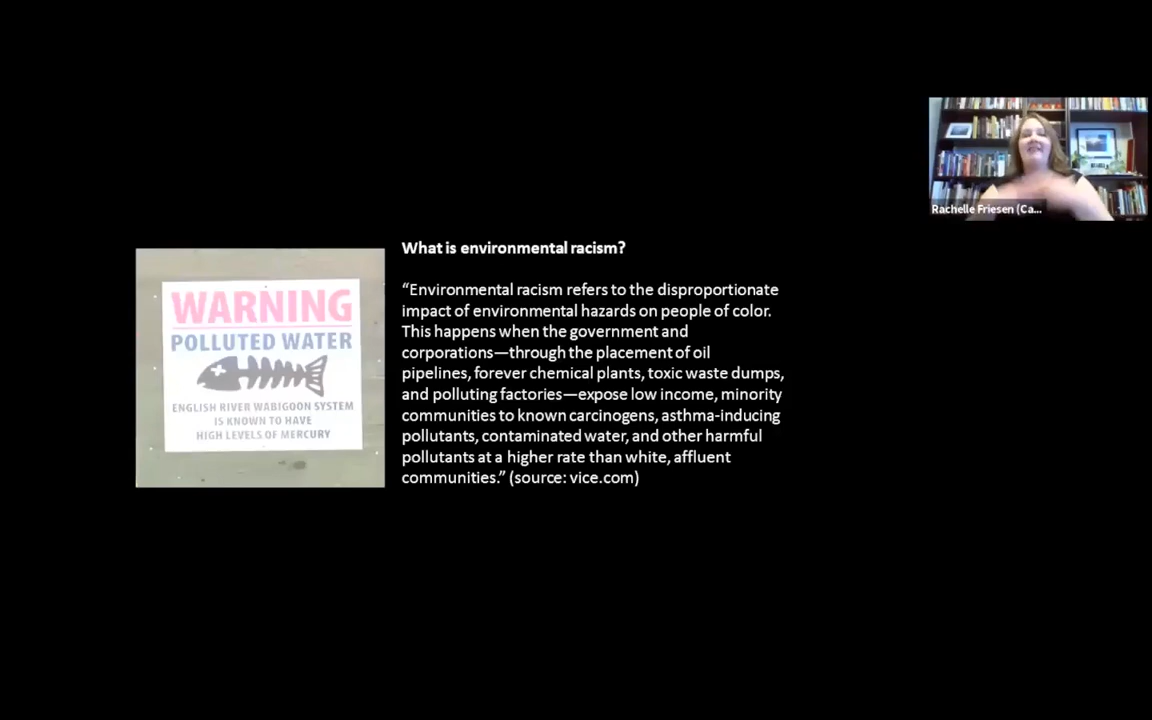 Rachelle Friesen (Ca...
What is environmental racism?
“Environmental racism refers to the disproportionate
impact of environmental hazards on people of color.
This happens when the government and
corporations—through the placement of oil
pipelines, forever chemical plants, toxic waste dumps,
and polluting factories—expose low income, minority
communities to known carcinogens, asthma-inducing
pollutants, contaminated water, and other harmful
pollutants at a higher rate than white, affluent
communities.” (source: vice.com)
WARNING
POLLUTED WATER
ENGLISH RIVER WABIGOON SYSTEM
IS KNOWN TO HAVE
HIGH LEVELS OF MERCURY